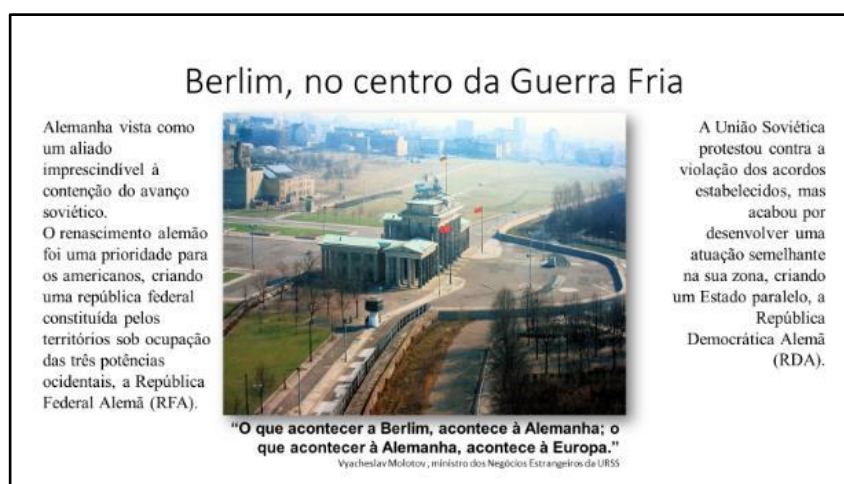 Berlim, no centro da Guerra Fria
Alemanha vista como
um aliado
imprescindível à
contenção do avanço
soviético.
O renascimento alemão
foi uma prioridade para
os americanos, criando
uma república federal
constituída pelos
territórios sob ocupação
das três potências
ocidentais, a República
Federal Alemã (RFA).
A União Soviética
protestou contra a
violação dos acordos
estabelecidos, mas
acabou por
desenvolver uma
atuação semelhante
na sua zona, criando
um Estado paralelo, a
República
Democrática Alemã
(RDA).
“O que acontecer a Berlim, acontece à Alemanha; o
que acontecer à Alemanha, acontece à Europa.”
Vyacheslav Molotov , ministro dos Negócios Estrangeiros da URSS